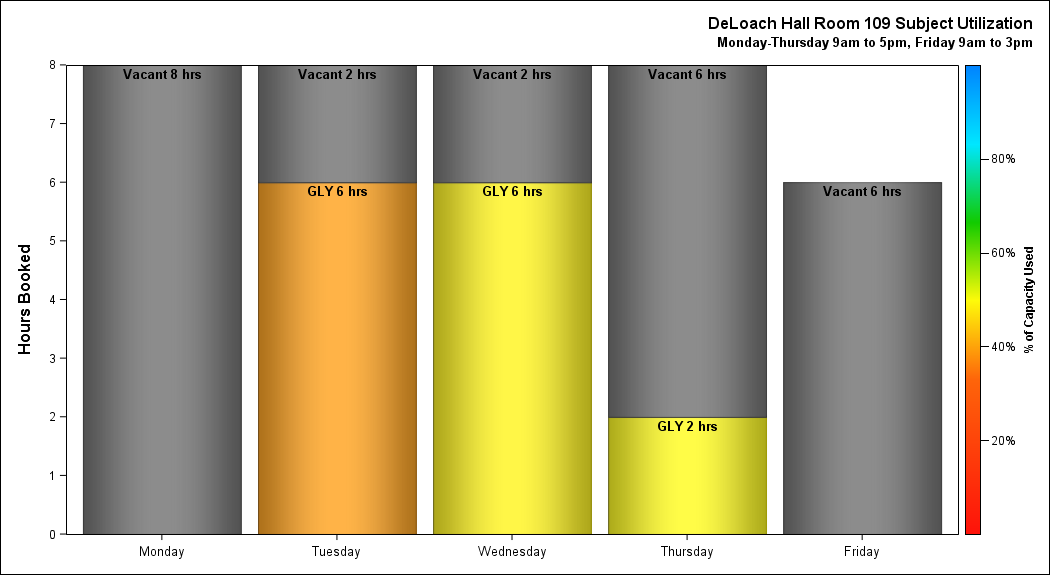 DeLoach Hall Room 109 Subject Utilization
Monday-Thursday 9am to 5pm, Friday 9am to 3pm
Hours Booked
8
7
6
5
4
3
2
1
0
Vacant 8 hrs
Vacant 2 hrs
Vacant 2 hrs
Vacant 6 hrs
GLY 6 hrs
GLY 6 hrs
Vacant 6 hrs
GLY 2 hrs
Monday
Tuesday
Wednesday
Thursday
Friday
80%
60%
40%
20%
% of Capacity Used